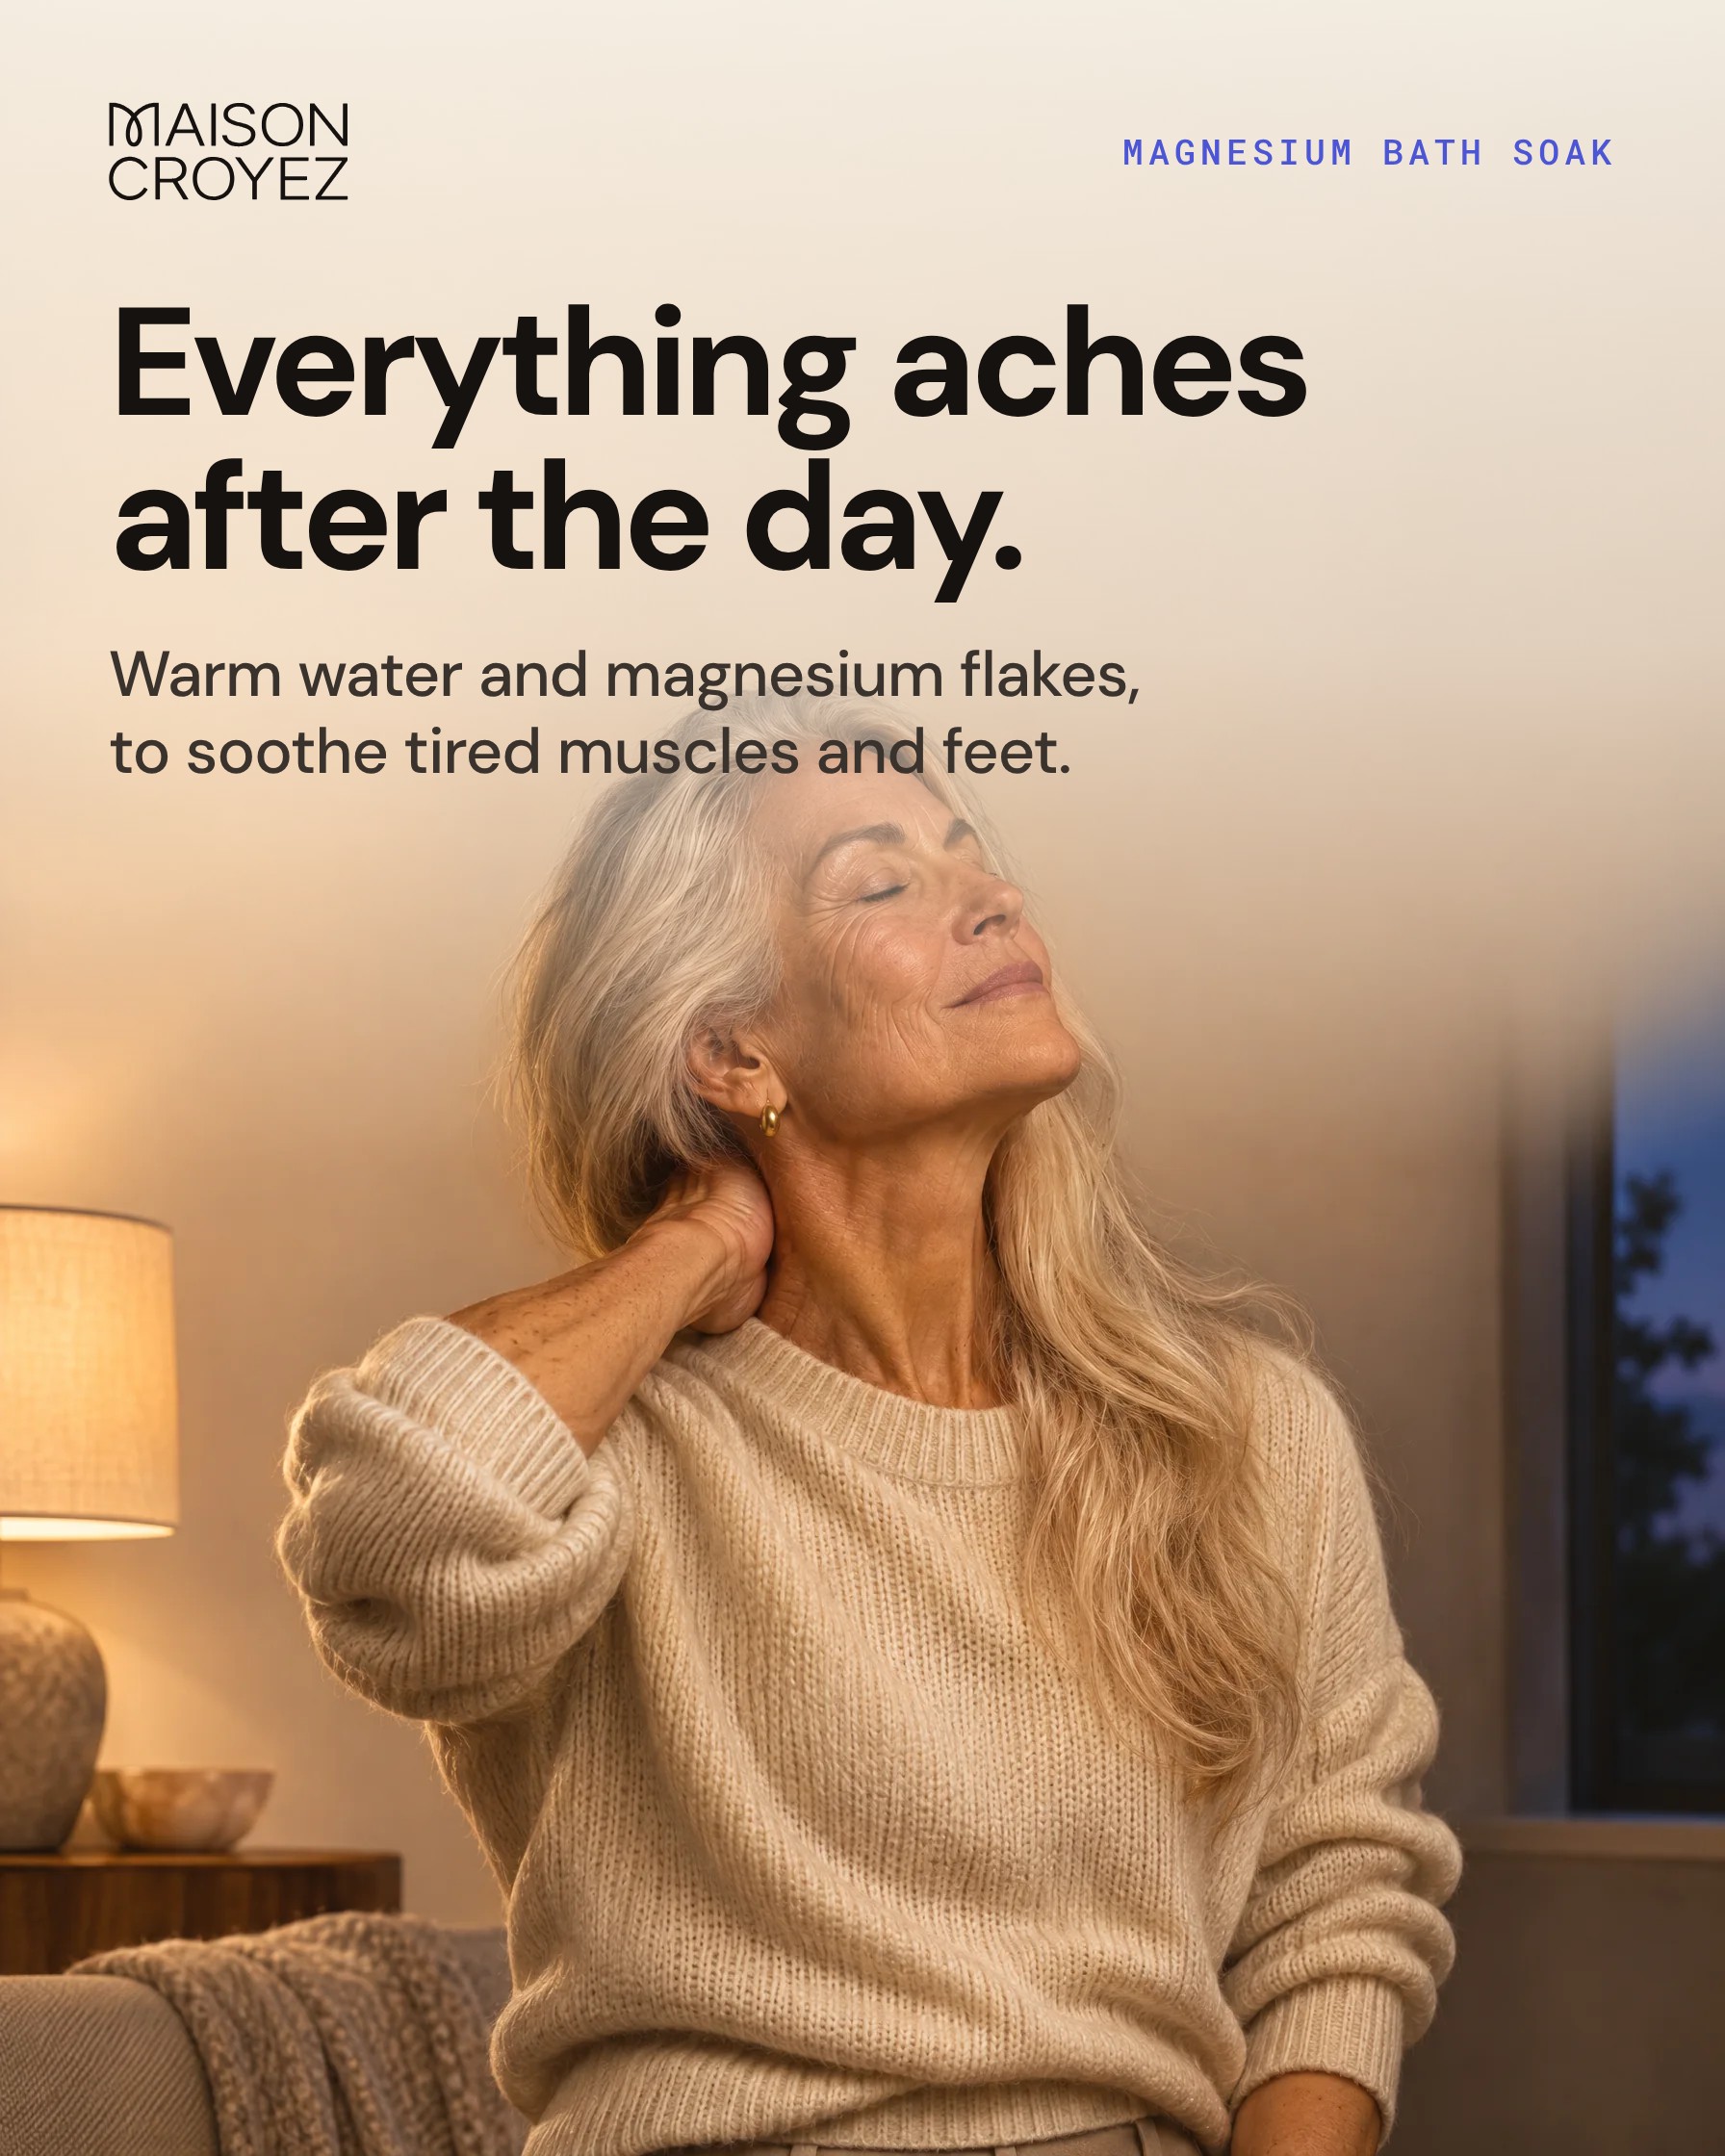 MAISON
CROYEZ
MAGNESIUM BATH SOAK
Everything aches
after the day.
Warm water and magnesium flakes,
to soothe tired muscles and feet.